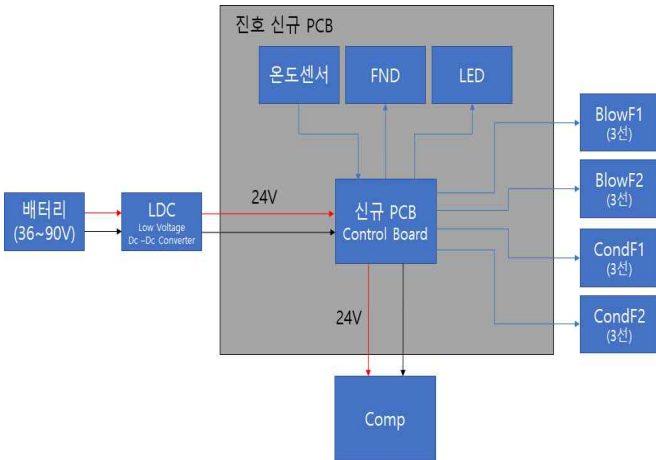 진호 신규 PCB
온도센서
FND
LED
BlowF1
(3선)
BlowF2
(3선)
배터리
(36~90V)
LDC
Low Voltage
Dc –Dc Converter
24V
신규 PCB
Control Board
CondF1
(3선)
CondF2
(3선)
24V
Comp